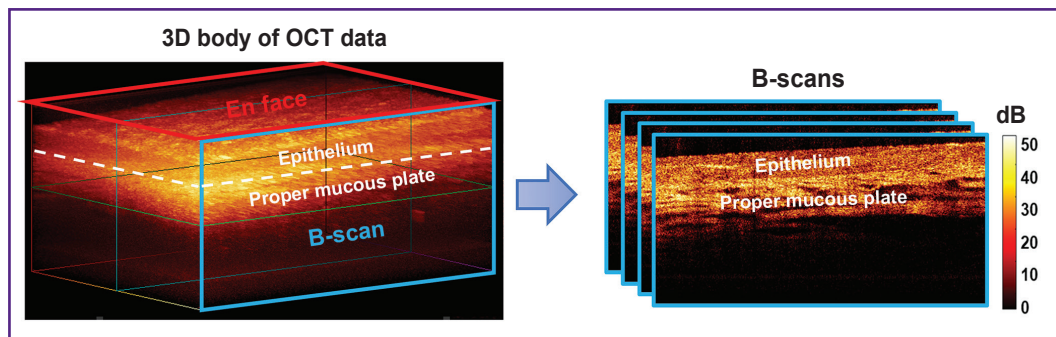 3D body of OCT data
En face
Epithelium
Proper mucous plate
B-scan
B-scans
Epithelium
Proper mucous plate
dB
50
40
30
20
10
0